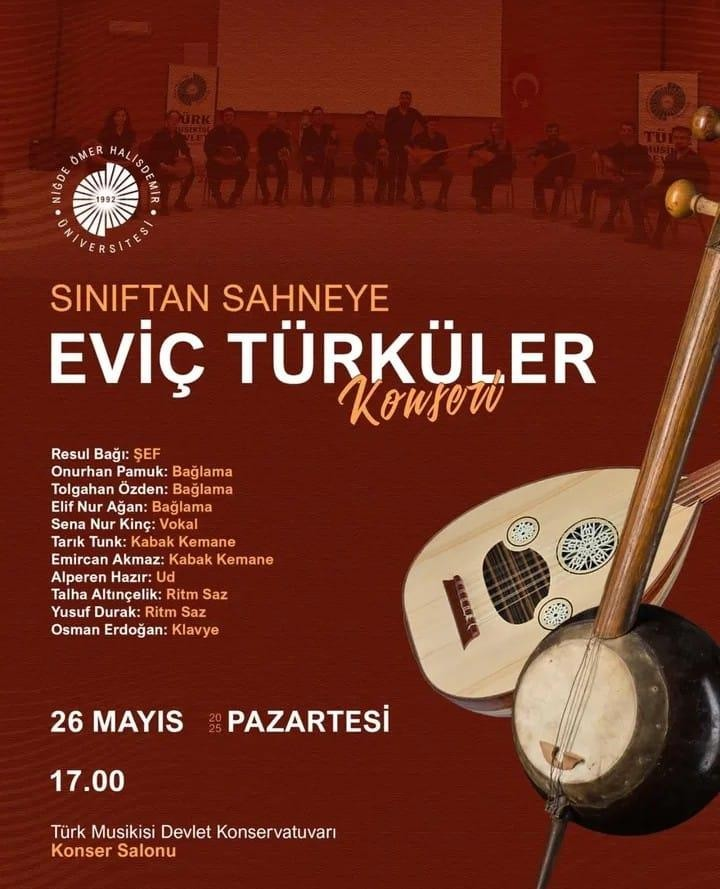 TÜRK
NİĞDE ÖMER HALİSDEMİR
ÜNİVERSİTESİ
1992
SINIFTAN SAHNEYE
EVİÇ TÜRKÜLER
Konseri
Resul Bağı: ŞEF
Onurhan Pamuk: Bağlama
Tolgahan Özden: Bağlama
Elif Nur Ağan: Bağlama
Sena Nur Kinç: Vokal
Tarık Tunk: Kabak Kemane
Emircan Akmaz: Kabak Kemane
Alperen Hazır: Ud
Talha Altınçelik: Ritm Saz
Yusuf Durak: Ritm Saz
Osman Erdoğan: Klavye
26 MAYIS 2025 PAZARTESİ
17.00
Türk Musikisi Devlet Konservatuvarı
Konser Salonu